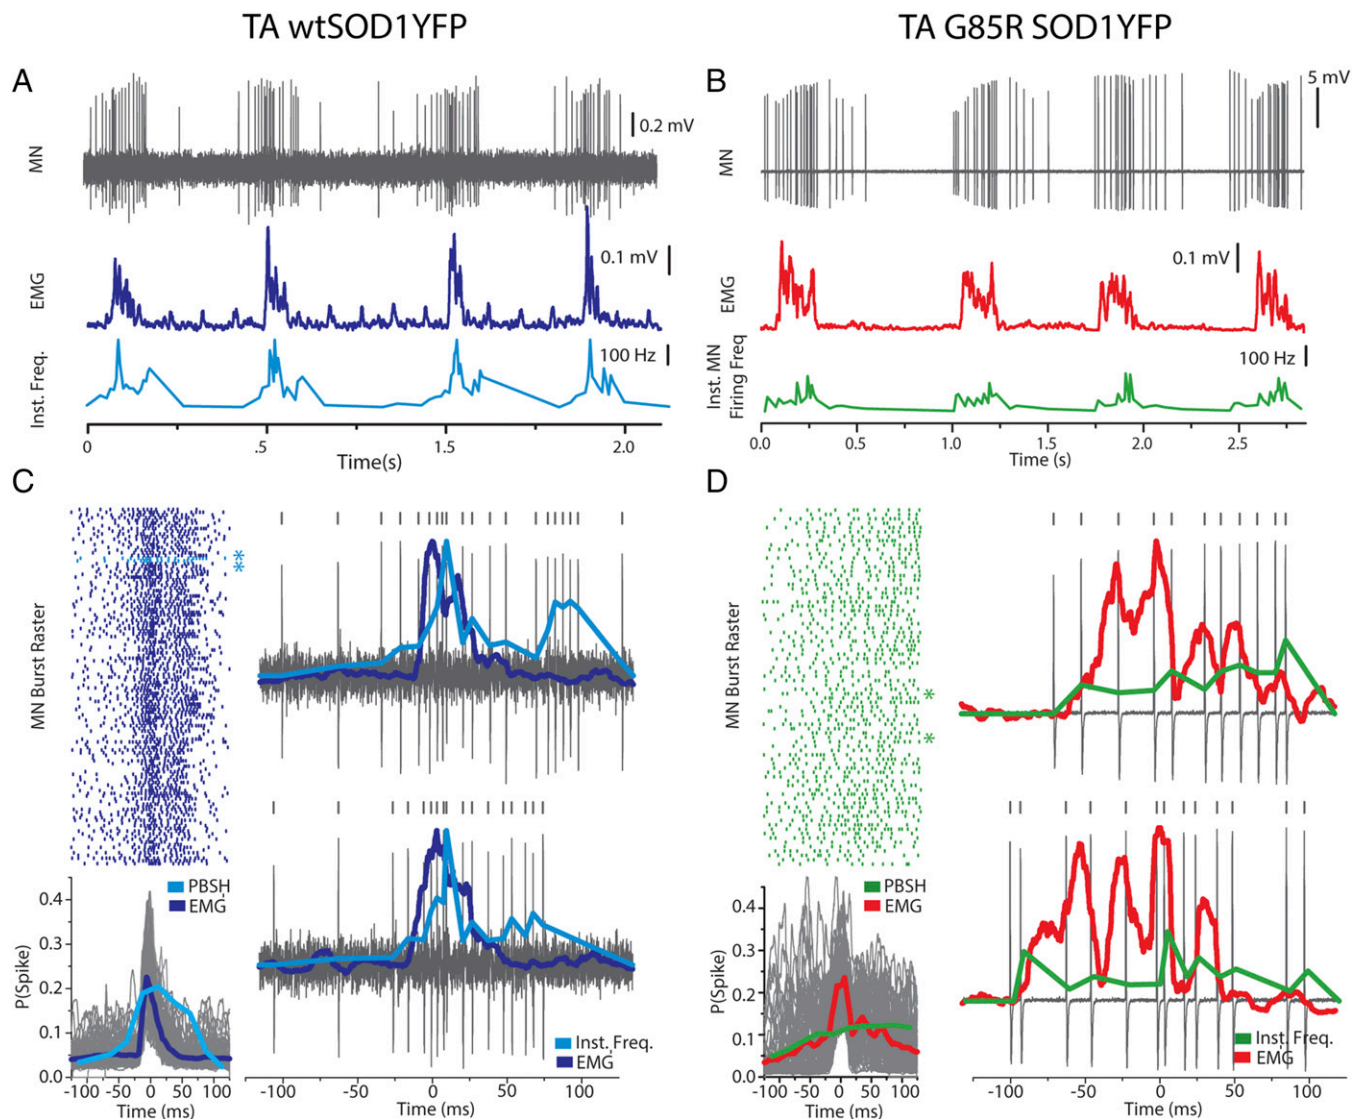 TA wtSOD1YFP
TA G85R SOD1YFP
A
MN
0.2 mV
EMG
0.1 mV
Inst. Freq.
100 Hz
0 .5 1.5 2.0
Time(s)
B
MN
5 mV
EMG
0.1 mV
Inst. MN
Firing Freq
100 Hz
0.0 0.5 1.0 1.5 2.0 2.5
Time (s)
C
MN Burst Raster
*
**
PBSH
EMG
P(Spike)
0.4
0.3
0.2
0.1
0.0
-100 -50 0 50 100
Time (ms)
Inst. Freq.
EMG
-100 -50 0 50 100
Time (ms)
D
MN Burst Raster
*
*
PBSH
EMG
P(Spike)
0.4
0.3
0.2
0.1
0.0
-100 -50 0 50 100
Time (ms)
Inst. Freq.
EMG
-100 -50 0 50 100
Time (ms)